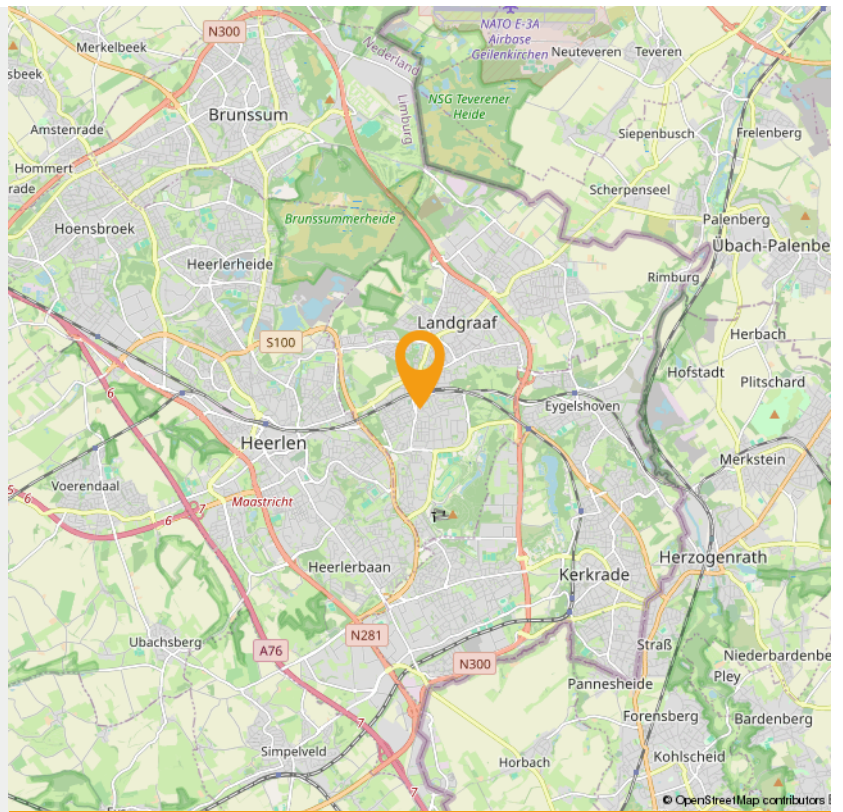 N300
NATO E-3A
Airbase
Geilenkirchen
Merkelbeek
Nederland
Neuteveren
Teveren
sbeek
Limburg
NSG Teverener
Heide
Brunssum
Amstenrade
Siepenbusch
Frelenberg
Hommert
rade
Scherpenseel
Brunssummerheide
Palenberg
Hoensbroek
Übach-Palenbe
Heerlerheide
Rimburg
Landgraaf
S100
Herbach
Hofstadt
Plitschard
6
Eygelshoven
Heerlen
Merkstein
Voerendaal
5
6
Maastricht
7
6
Herzogenrath
Heerlerbaan
Kerkrade
N281
Ubachsberg
A76
Straß
Niederbardenbe
N300
Pley
Pannesheide
Forensberg
Bardenberg
7
Simpelveld
Kohlscheid
Horbach
7
© OpenStreetMap contributors